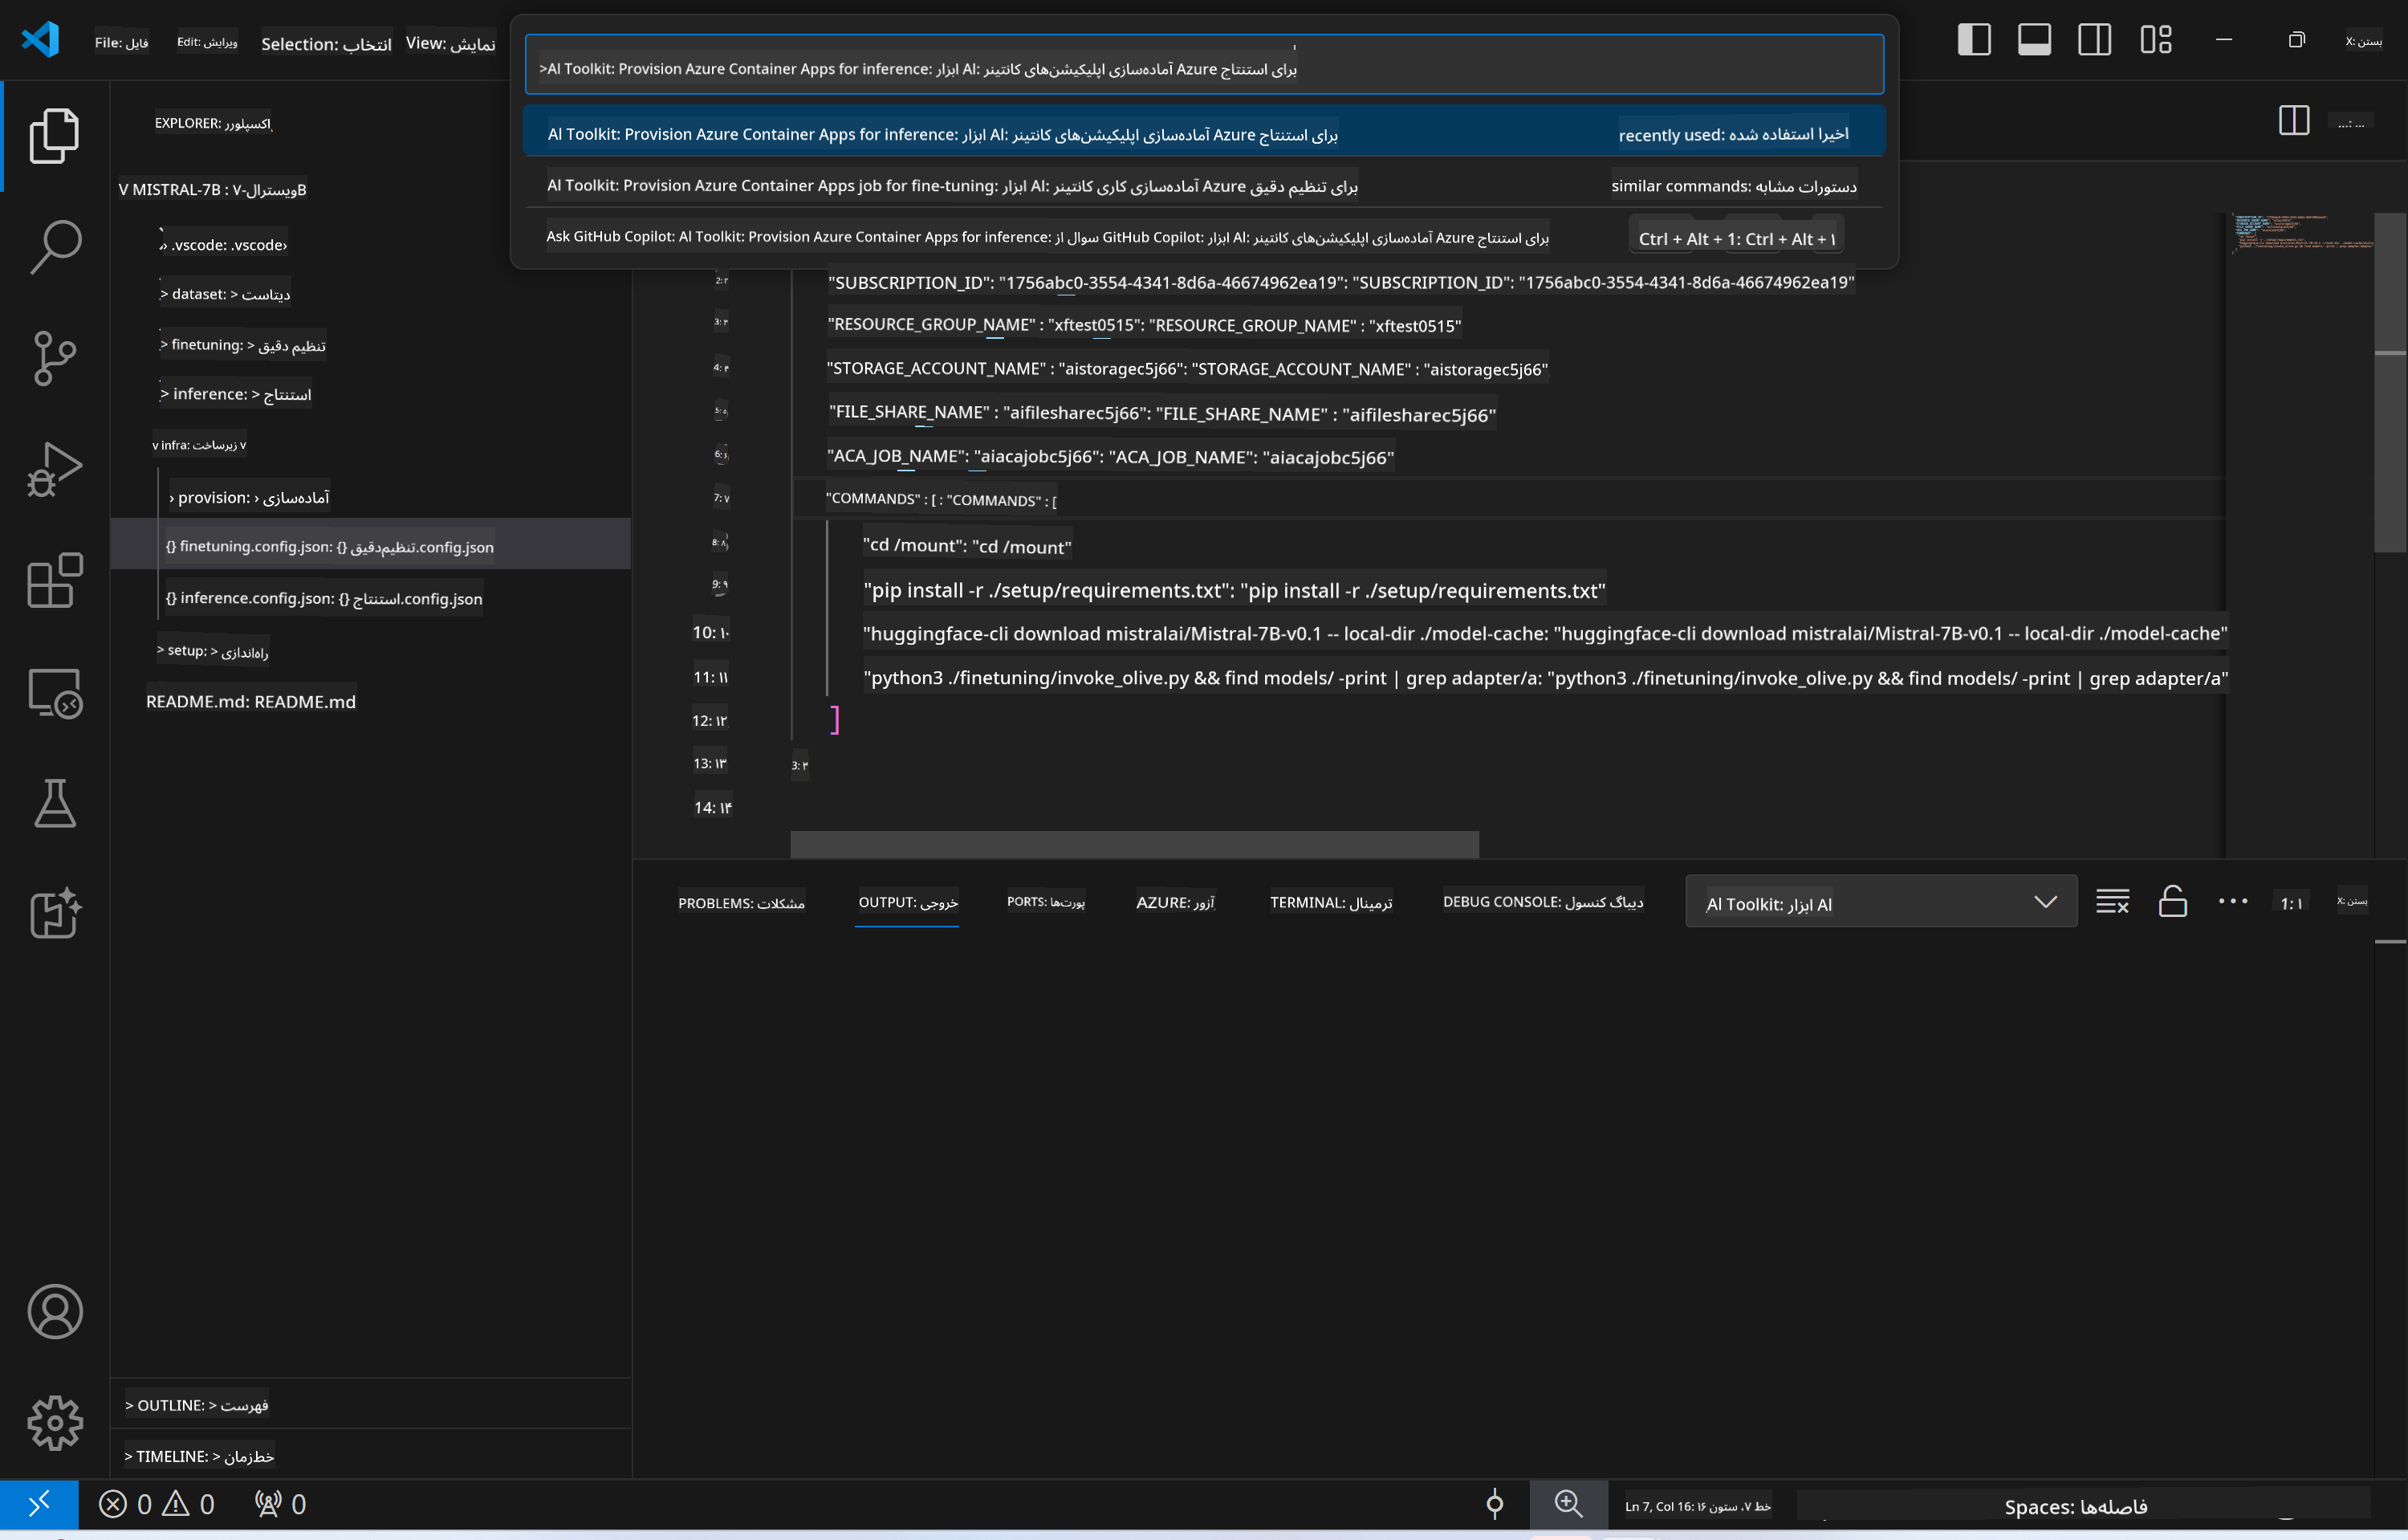 File: فایل Edit: ویرایش Selection: انتخاب View: نمایش
>AI Toolkit: Provision Azure Container Apps for inference: ابزار AI: آماده‌سازی اپلیکیشن‌های کانتینر Azure برای استنتاج
X: بستن
AI Toolkit: Provision Azure Container Apps for inference: ابزار AI: آماده‌سازی اپلیکیشن‌های کانتینر Azure برای استنتاج
recently used: اخیرا استفاده شده
AI Toolkit: Provision Azure Container Apps job for fine-tuning: ابزار AI: آماده‌سازی کاری کانتینر Azure برای تنظیم دقیق
similar commands: دستورات مشابه
Ask GitHub Copilot: AI Toolkit: Provision Azure Container Apps for inference: سوال از GitHub Copilot: ابزار AI: آماده‌سازی اپلیکیشن‌های کانتینر Azure برای استنتاج
Ctrl + Alt + 1: Ctrl + Alt + ۱
...: ...
EXPLORER: اکسپلورر
V MISTRAL-7B : ویسترال-۷B
› .vscode: .vscode›
> dataset: > دیتاست
> finetuning: > تنظیم دقیق
> inference: > استنتاج
v infra: زیرساخت v
› provision: › آماده‌سازی
{} finetuning.config.json: {} تنظیم‌دقیق.config.json
{} inference.config.json: {} استنتاج.config.json
> setup: > راه‌اندازی
README.md: README.md
2: ۲ "SUBSCRIPTION_ID": "1756abc0-3554-4341-8d6a-46674962ea19": "SUBSCRIPTION_ID": "1756abc0-3554-4341-8d6a-46674962ea19"
3: ۳ "RESOURCE_GROUP_NAME" : "xftest0515": "RESOURCE_GROUP_NAME" : "xftest0515"
4: ۴ "STORAGE_ACCOUNT_NAME" : "aistoragec5j66": "STORAGE_ACCOUNT_NAME" : "aistoragec5j66"
5: ۵ "FILE_SHARE_NAME" : "aifilesharec5j66": "FILE_SHARE_NAME" : "aifilesharec5j66"
6: ۶ "ACA_JOB_NAME": "aiacajobc5j66": "ACA_JOB_NAME": "aiacajobc5j66"
7: ۷ "COMMANDS" : [ : "COMMANDS" : [
8: ۸ "cd /mount": "cd /mount"
9: ۹ "pip install -r ./setup/requirements.txt": "pip install -r ./setup/requirements.txt"
10: ۱۰ "huggingface-cli download mistralai/Mistral-7B-v0.1 -- local-dir ./model-cache: "huggingface-cli download mistralai/Mistral-7B-v0.1 -- local-dir ./model-cache"
11: ۱۱ "python3 ./finetuning/invoke_olive.py && find models/ -print | grep adapter/a: "python3 ./finetuning/invoke_olive.py && find models/ -print | grep adapter/a"
12: ۱۲ ]
13: ۱۳ 3: ۳
14: ۱۴
PROBLEMS: مشکلات OUTPUT: خروجی PORTS: پورت‌ها AZURE: آزور TERMINAL: ترمینال DEBUG CONSOLE: دیباگ کنسول AI Toolkit: ابزار AI ... 1: ۱ X: بستن
> OUTLINE: > فهرست
> TIMELINE: > خط‌زمان
0 0 0 Ln 7, Col 16: خط ۷، ستون ۱۶ Spaces: فاصله‌ها